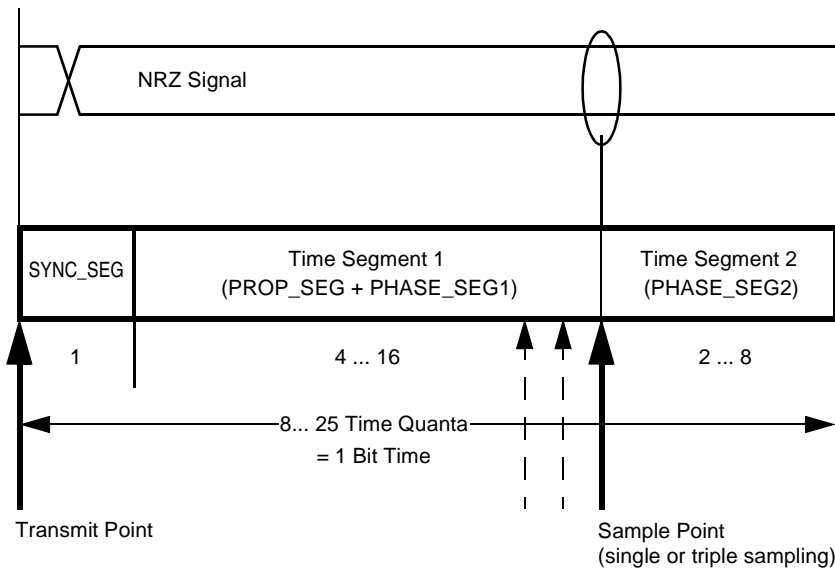 NRZ Signal
SYNC_SEG
Time Segment 1
(PROP_SEG + PHASE_SEG1)
Time Segment 2
(PHASE_SEG2)
1
4 ... 16
2 ... 8
8... 25 Time Quanta
= 1 Bit Time
Transmit Point
Sample Point
(single or triple sampling)